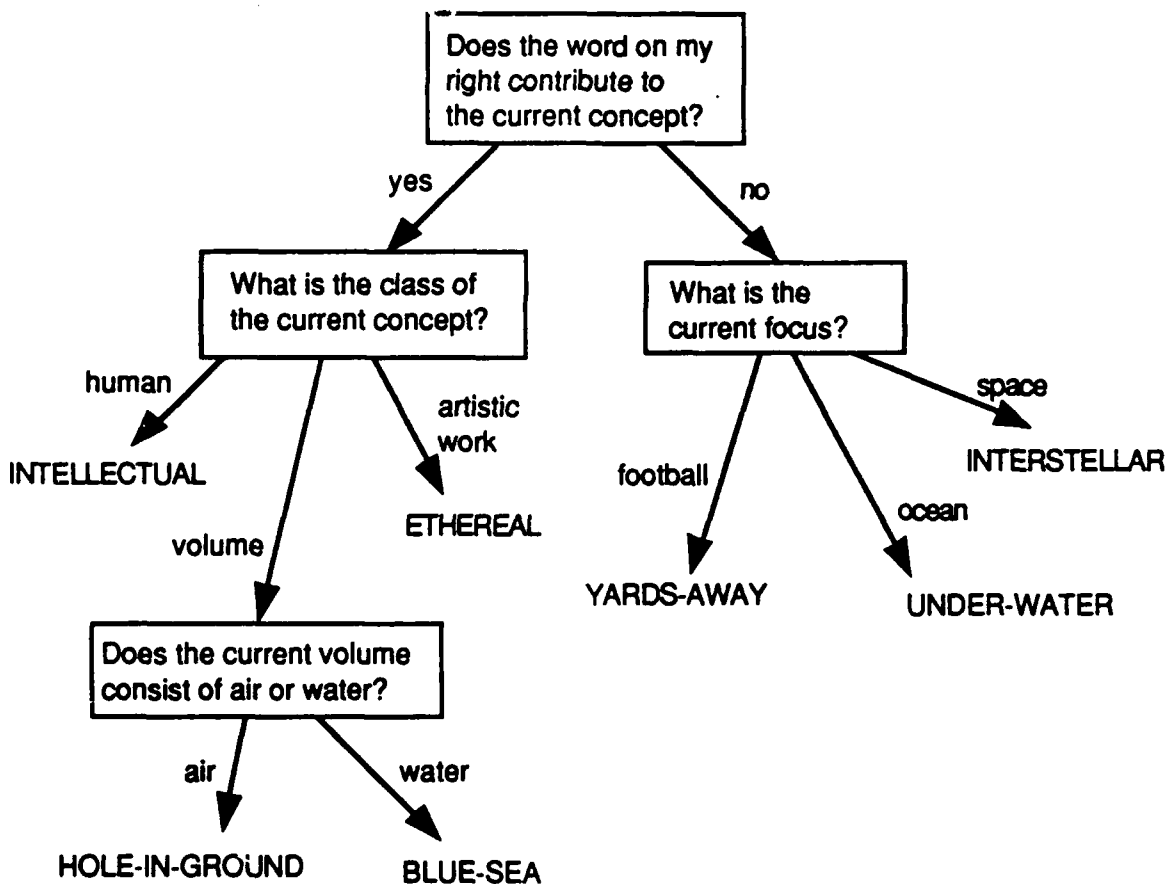 Does the word on my
right contribute to
the current concept?
yes
no
What is the class of
the current concept?
What is the
current focus?
human
artistic
work
space
INTELLECTUAL
INTERSTELLAR
football
ETHEREAL
ocean
volume
YARDS-AWAY
UNDER-WATER
Does the current volume
consist of air or water?
air
water
HOLE-IN-GROUND
BLUE-SEA